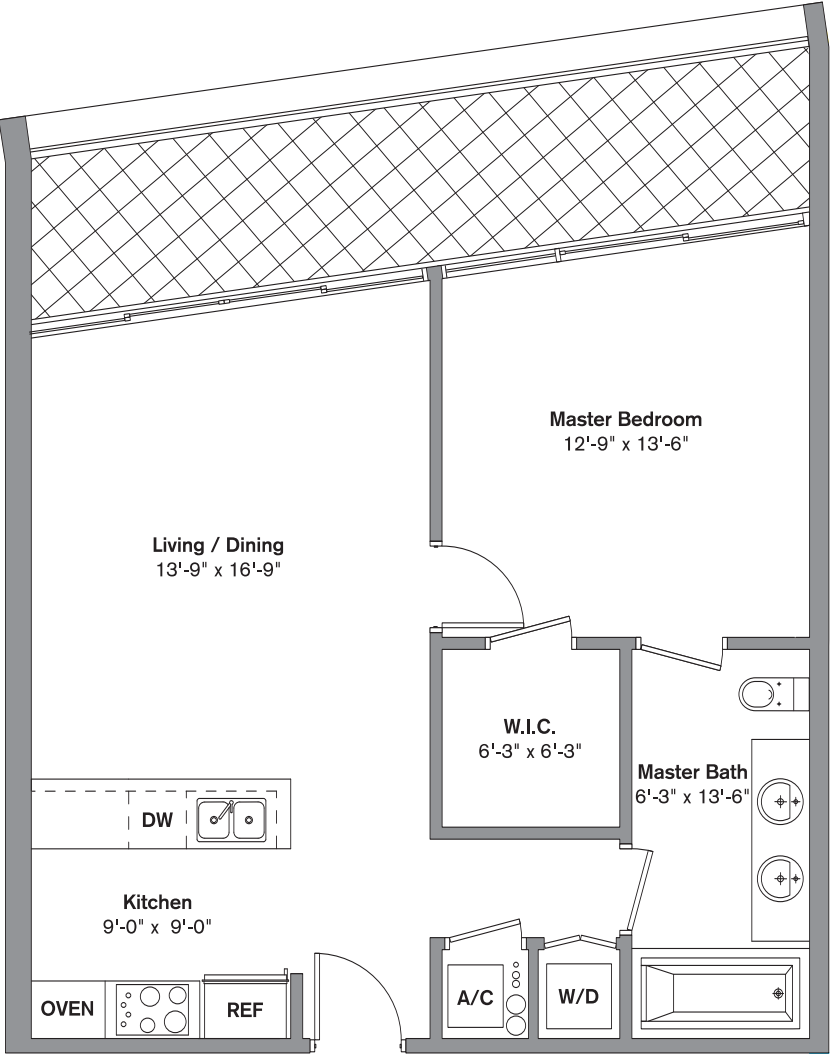 Master Bedroom
12'-9" x 13'-6"
Living / Dining
13'-9" x 16'-9"
W.I.C.
6'-3" x 6'-3"
Master Bath
6'-3" x 13'-6"
DW
Kitchen
9'-0" x 9'-0"
OVEN
REF
A/C
W/D